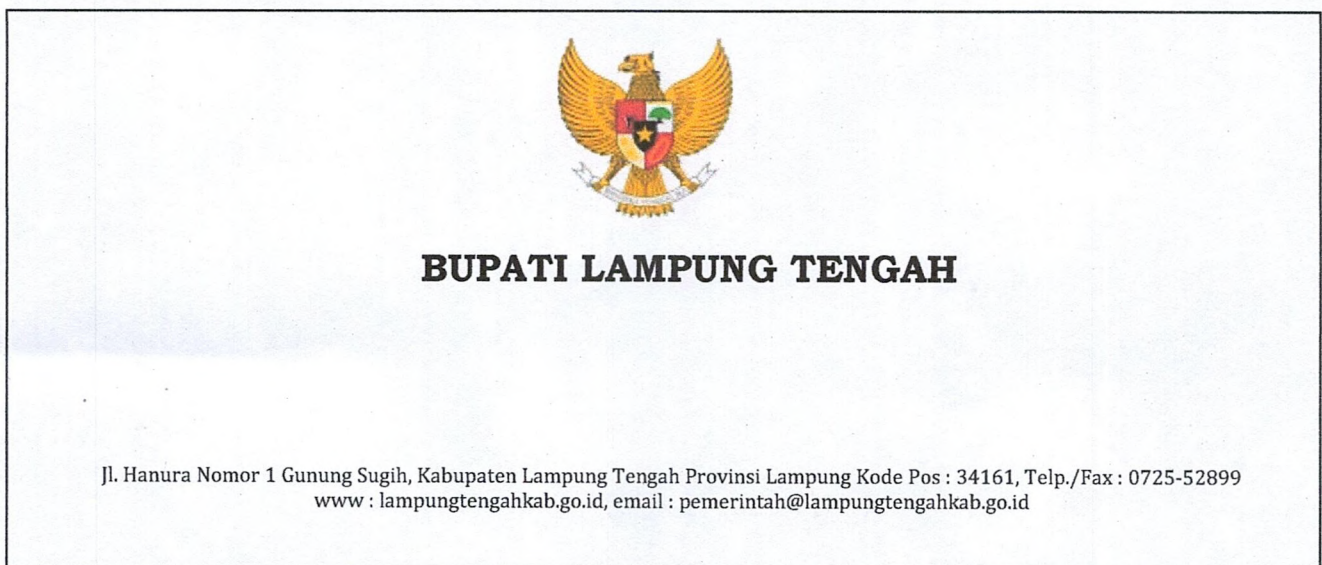 BUPATI LAMPUNG TENGAH
Jl. Hanura Nomor 1 Gunung Sugih, Kabupaten Lampung Tengah Provinsi Lampung Kode Pos : 34161, Telp./Fax : 0725-52899
www : lampungtengahkab.go.id, email : pemerintah@lampungtengahkab.go.id